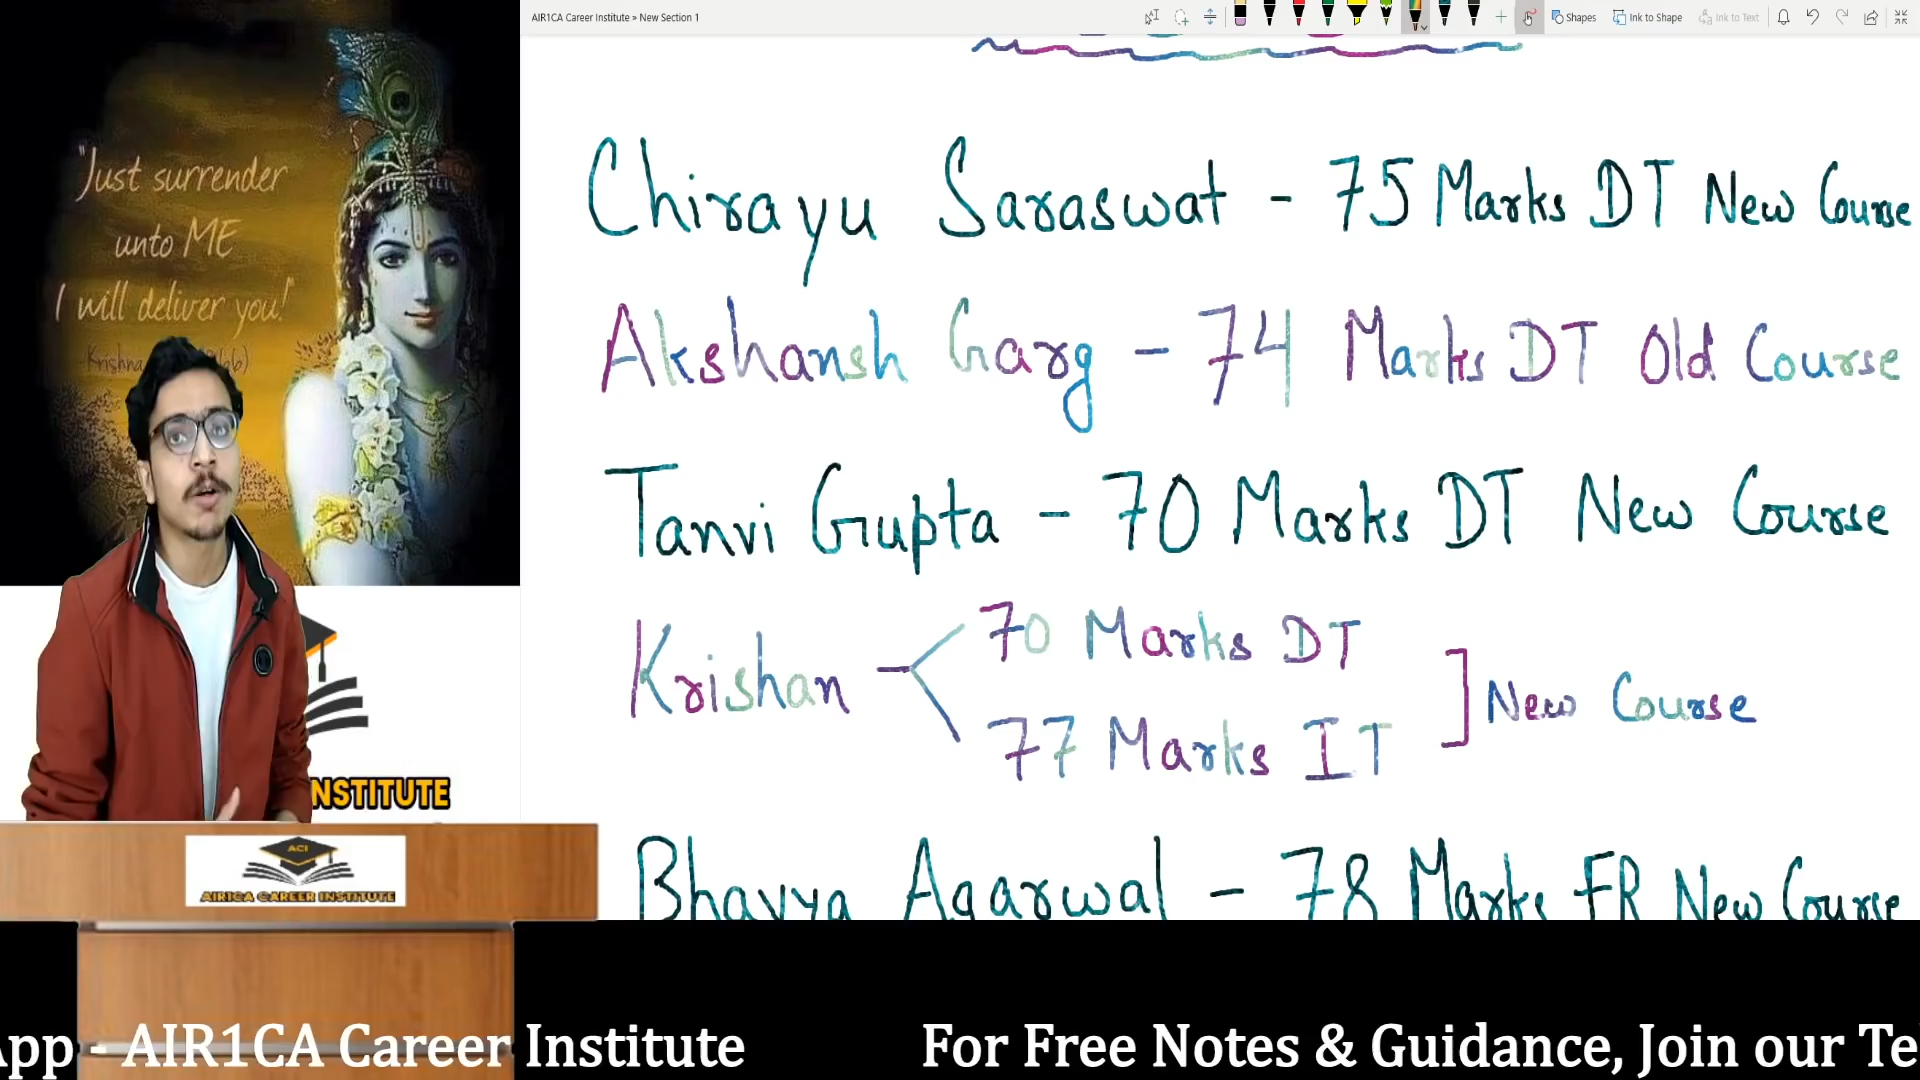 AIR1CA Career Institute » New Section 1
Shapes
Ink to Shape
Ink to Text
"Just surrender
unto ME
I will deliver you!"
Chirayu Saraswat - 75 Marks DT New Course
Akshansh Garg - 74 Marks DT Old Course
Tanvi Gupta - 70 Marks DT New Course
Krishan
70 Marks DT
77 Marks IT
New Course
Bhavya Agarwal - 78 Marks FR New Course
NSTITUTE
ACI
AIR1CA CAREER INSTITUTE
App - AIR1CA Career Institute For Free Notes & Guidance, Join our Te